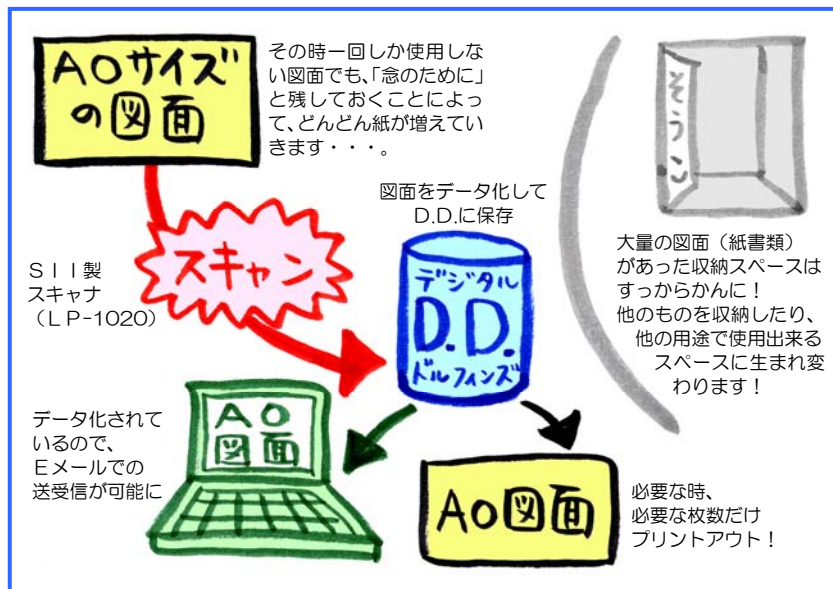 A0サイズ
の図面
その時一回しか使用しな
い図面でも、「念のために」
と残しておくことによっ
て、どんどん紙が増えてい
きます・・・。
そうこ
図面をデータ化して
D.D.に保存
スキャン
SII製
スキャナ
(LP-1020)
デジタル
D.D.
ドルフィンズ
大量の図面(紙書類)
があった収納スペースは
すっからかんに!
他のものを収納したり、
他の用途で使用出来る
スペースに生まれ変
わります!
データ化されて
いるので、
Eメールでの
送受信が可能に
A0
図面
A0図面
必要な時、
必要な枚数だけ
プリントアウト!